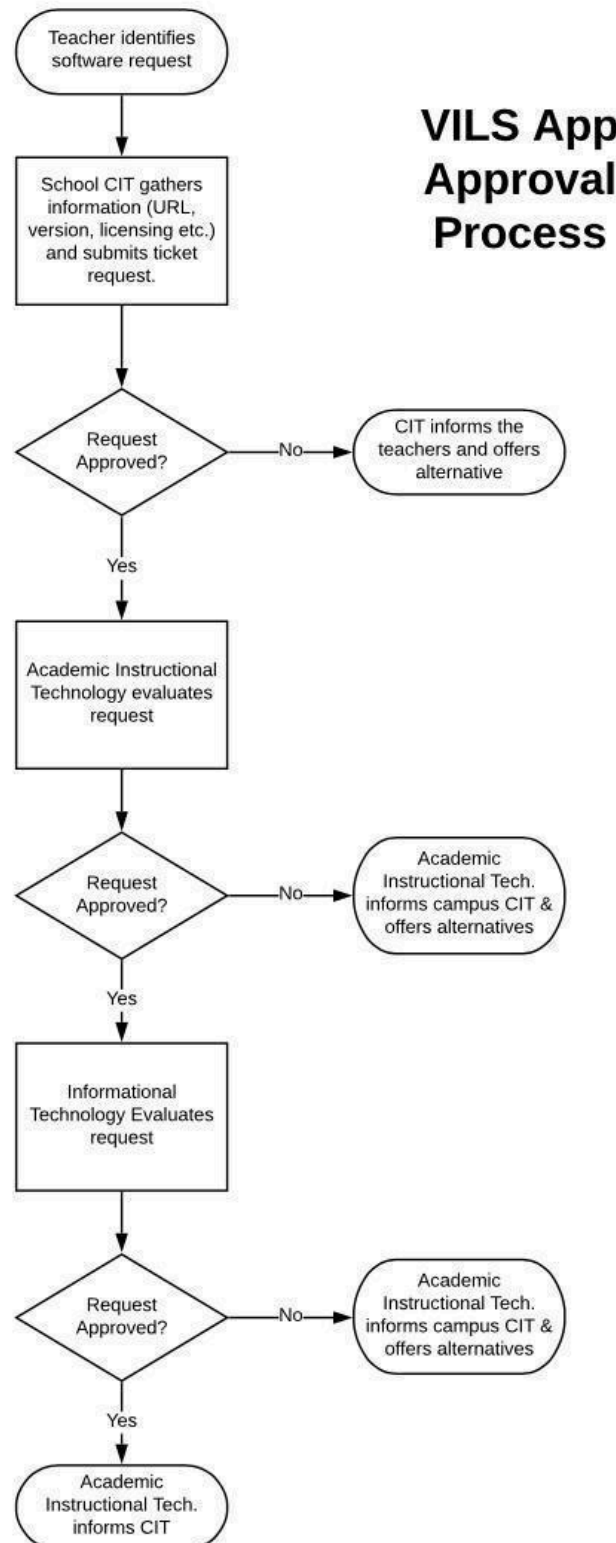 Teacher identifies
software request
VILS App
Approval
Process
School CIT gathers
information (URL,
version, licensing etc.)
and submits ticket
request.
Request
Approved?
No
CIT informs the
teachers and offers
alternative
Yes
Academic Instructional
Technology evaluates
request
Request
Approved?
No
Academic
Instructional Tech.
informs campus CIT &
offers alternatives
Yes
Informational
Technology Evaluates
request
Request
Approved?
No
Academic
Instructional Tech.
informs campus CIT &
offers alternatives
Yes
Academic
Instructional Tech.
informs CIT